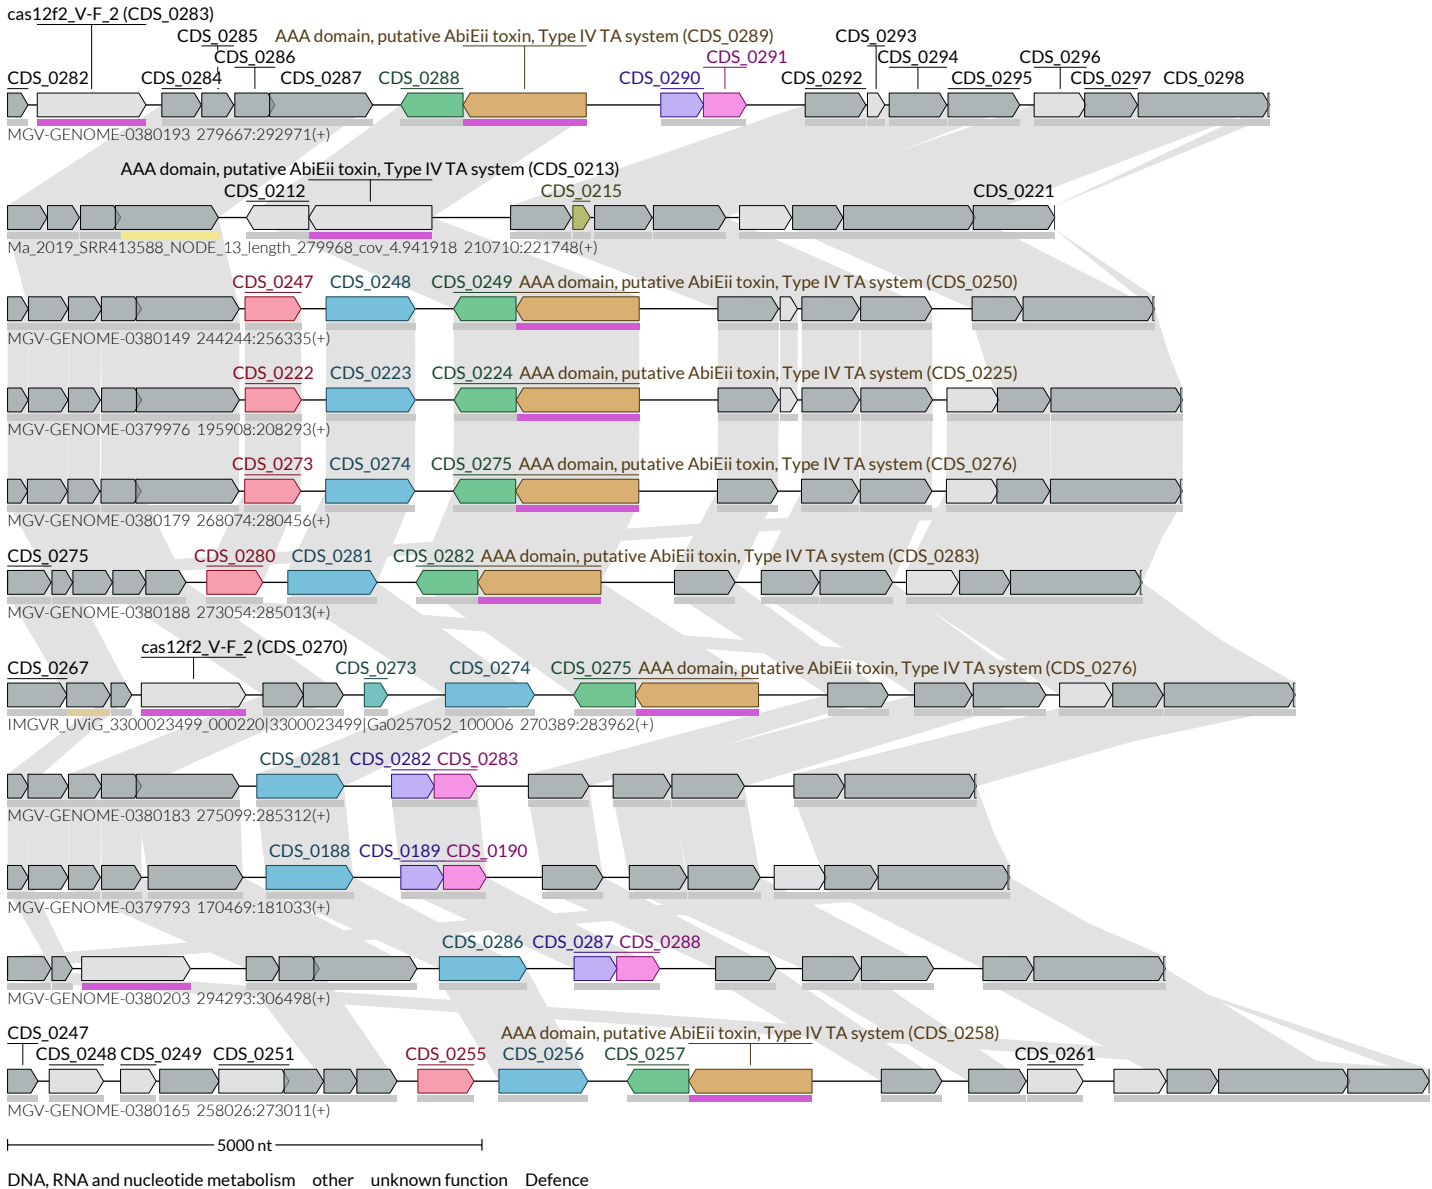 cas12f2_V-F_2 (CDS_0283)
CDS_0285 AAA domain, putative AbiEii toxin, Type IV TA system (CDS_0289) CDS_0293
CDS_0286 CDS_0291 CDS_0294 CDS_0296
CDS_0282 CDS_0284 CDS_0287 CDS_0288 CDS_0290 CDS_0292 CDS_0295 CDS_0297 CDS_0298
MGV-GENOME-0380193 279667:292971(+)
AAA domain, putative AbiEii toxin, Type IV TA system (CDS_0213)
CDS_0212 CDS_0215 CDS_0221
Ma_2019_SRR413588_NODE_13_length_279968_cov_4.941918 210710:221748(+)
CDS_0247 CDS_0248 CDS_0249 AAA domain, putative AbiEii toxin, Type IV TA system (CDS_0250)
MGV-GENOME-0380149 244244:256335(+)
CDS_0222 CDS_0223 CDS_0224 AAA domain, putative AbiEii toxin, Type IV TA system (CDS_0225)
MGV-GENOME-0379976 195908:208293(+)
CDS_0273 CDS_0274 CDS_0275 AAA domain, putative AbiEii toxin, Type IV TA system (CDS_0276)
MGV-GENOME-0380179 268074:280456(+)
CDS_0275 CDS_0280 CDS_0281 CDS_0282 AAA domain, putative AbiEii toxin, Type IV TA system (CDS_0283)
MGV-GENOME-0380188 273054:285013(+)
cas12f2_V-F_2 (CDS_0270)
CDS_0267 CDS_0273 CDS_0274 CDS_0275 AAA domain, putative AbiEii toxin, Type IV TA system (CDS_0276)
IMGVR_UViG_3300023499_000220|3300023499|Ga0257052_100006 270389:283962(+)
CDS_0281 CDS_0282 CDS_0283
MGV-GENOME-0380183 275099:285312(+)
CDS_0188 CDS_0189 CDS_0190
MGV-GENOME-0379793 170469:181033(+)
CDS_0286 CDS_0287 CDS_0288
MGV-GENOME-0380203 294293:306498(+)
CDS_0247 AAA domain, putative AbiEii toxin, Type IV TA system (CDS_0258)
CDS_0248 CDS_0249 CDS_0251 CDS_0255 CDS_0256 CDS_0257 CDS_0261
MGV-GENOME-0380165 258026:273011(+)
5000 nt
DNA, RNA and nucleotide metabolism other unknown function Defence